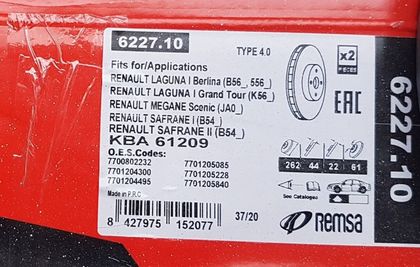 6227.10
TYPE 4.0
x2
PIECES
Fits for/Applications
RENAULT LAGUNA I Berlina (B56_, 556_)
RENAULT LAGUNA I Grand Tour (K56_)
RENAULT MEGANE Scenic (JA0_)
RENAULT SAFRANE I (B54_)
RENAULT SAFRANE II (B54_)
KBA 61209
EAC
O.E.S.Codes:
7700802232 7701205085
7701204300 7701205228
7701204495 7701205840
262 44 22 61
See Catalogue
Made in P.R.C
37/20
8 427975 152077
remsa
6227.10